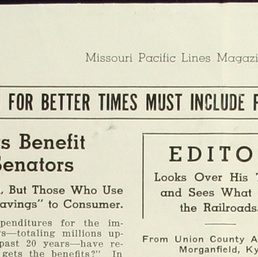 Missouri Pacific Lines Magazi
FOR BETTER TIMES MUST INCLUDE
s Benefit
Senators
, But Those Who Use
avings" to Consumer.
penditures for the im-
s—totaling millions up-
past 20 years—have re-
gets the benefits?" In
EDITO
Looks Over His
and Sees What
the Railroads
From Union County A
Morganfield, Ky